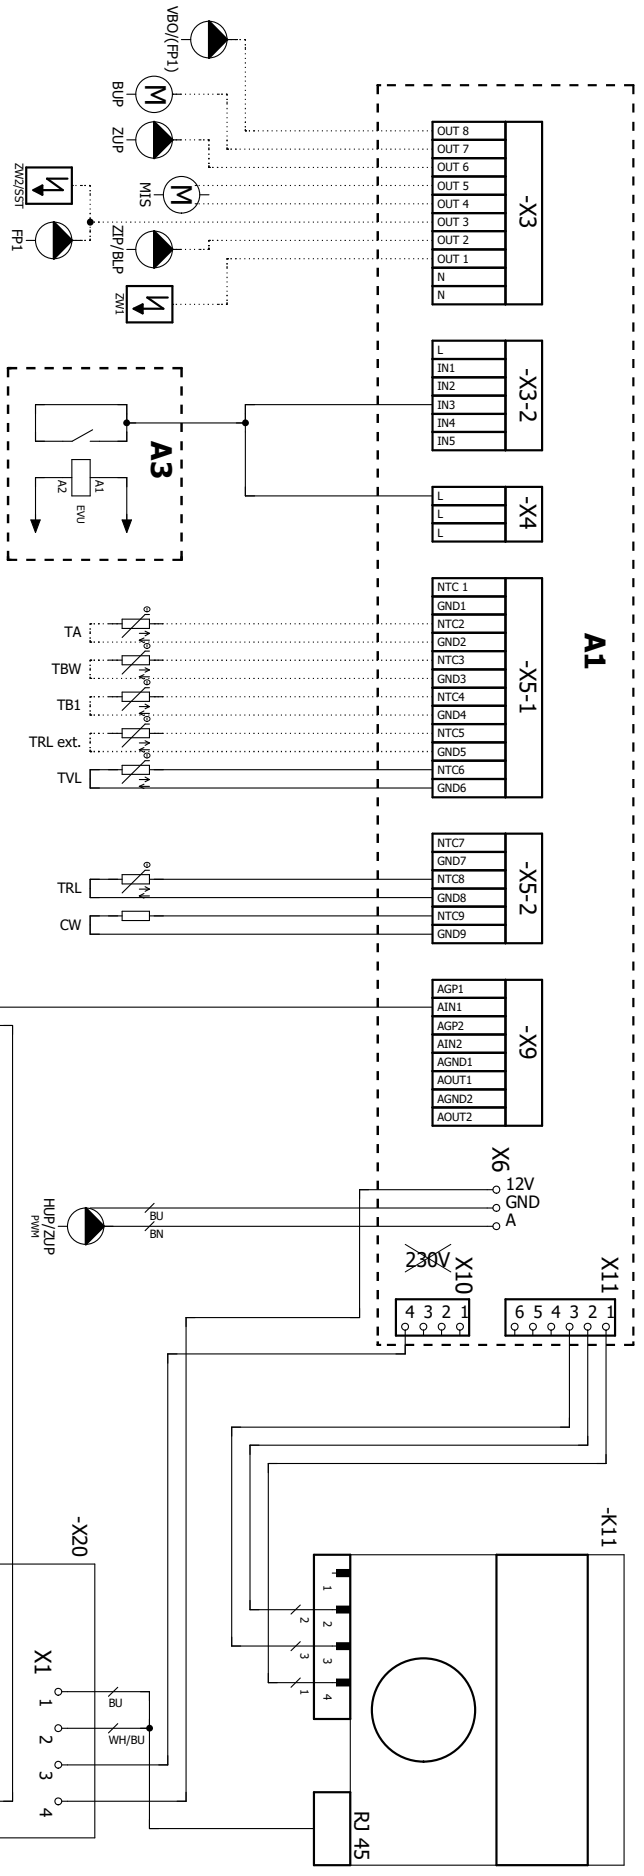 A1
-X3
OUT 8
OUT 7
OUT 6
OUT 5
OUT 4
OUT 3
OUT 2
OUT 1
N
N
VBO/(FP1)
BUP
M
ZUP
MIS
M
ZW2/SST
FP1
ZIP/BLP
ZW1
-X3-2
L
IN1
IN2
IN3
IN4
IN5
-X4
L
L
L
A3
A1
A2
EVU
-X5-1
NTC 1
GND1
NTC2
GND2
NTC3
GND3
NTC4
GND4
NTC5
GND5
NTC6
GND6
TA
TBW
TB1
TRL ext.
TVL
-X5-2
NTC7
GND7
NTC8
GND8
NTC9
GND9
TRL
CW
-X9
AGP1
AIN1
AGP2
AIN2
AGND1
AOUT1
AGND2
AOUT2
X6
12V
GND
A
HUP/ZUP
PWM
BU
BN
230V
X10
4 3 2 1
X11
6 5 4 3 2 1
-K11
1 2 3 4
2 3 1
RJ 45
-X20
X1
1 2 3 4
BU
WH/BU